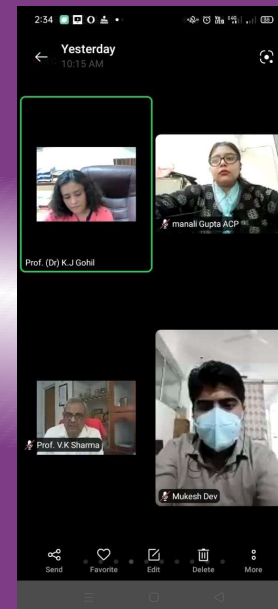 2:34
Yesterday
10:15 AM
Prof. (Dr) K.J Gohil
manali Gupta ACP
Prof. V.K Sharma
Mukesh Dev
Send
Favorite
Edit
Delete
More